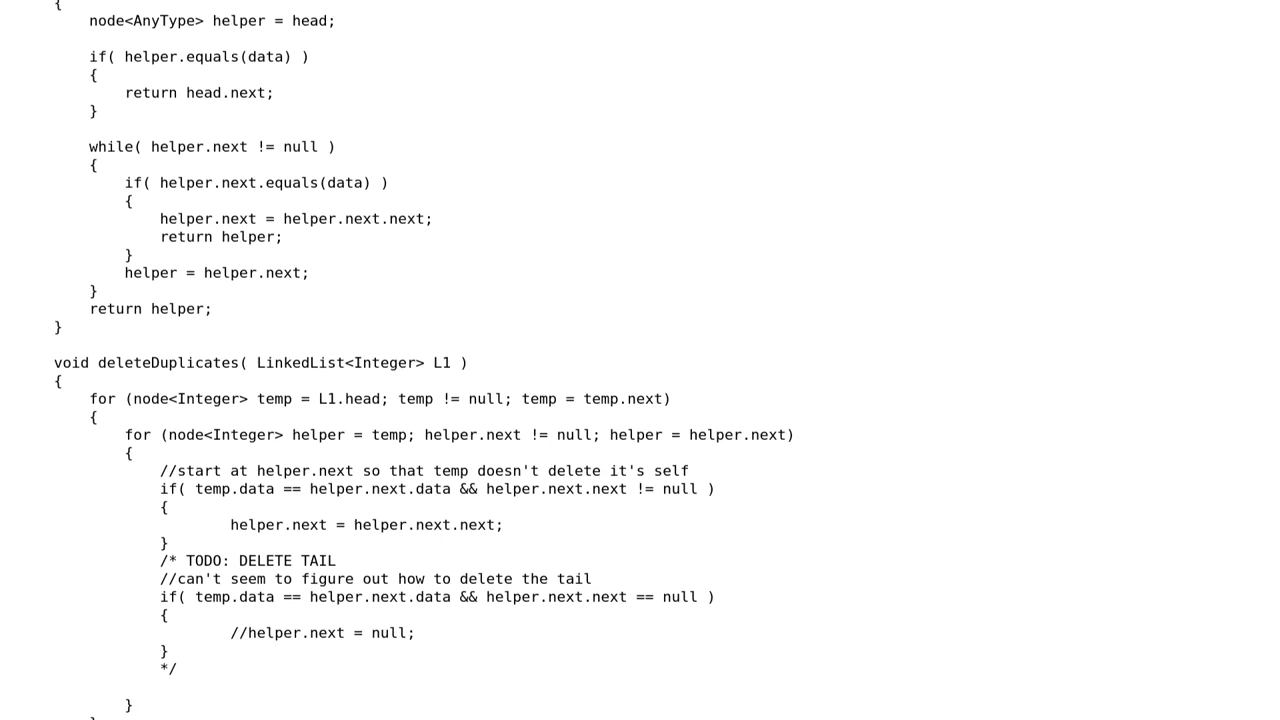 {
    node<AnyType> helper = head;

    if( helper.equals(data) )
    {
        return head.next;
    }

    while( helper.next != null )
    {
        if( helper.next.equals(data) )
        {
            helper.next = helper.next.next;
            return helper;
        }
        helper = helper.next;
    }
    return helper;
}

void deleteDuplicates( LinkedList<Integer> L1 )
{
    for (node<Integer> temp = L1.head; temp != null; temp = temp.next)
    {
        for (node<Integer> helper = temp; helper.next != null; helper = helper.next)
        {
            //start at helper.next so that temp doesn't delete it's self
            if( temp.data == helper.next.data && helper.next.next != null )
            {
                    helper.next = helper.next.next;
            }
            /* TODO: DELETE TAIL
            //can't seem to figure out how to delete the tail
            if( temp.data == helper.next.data && helper.next.next == null )
            {
                    //helper.next = null;
            }
            */

        }
    }